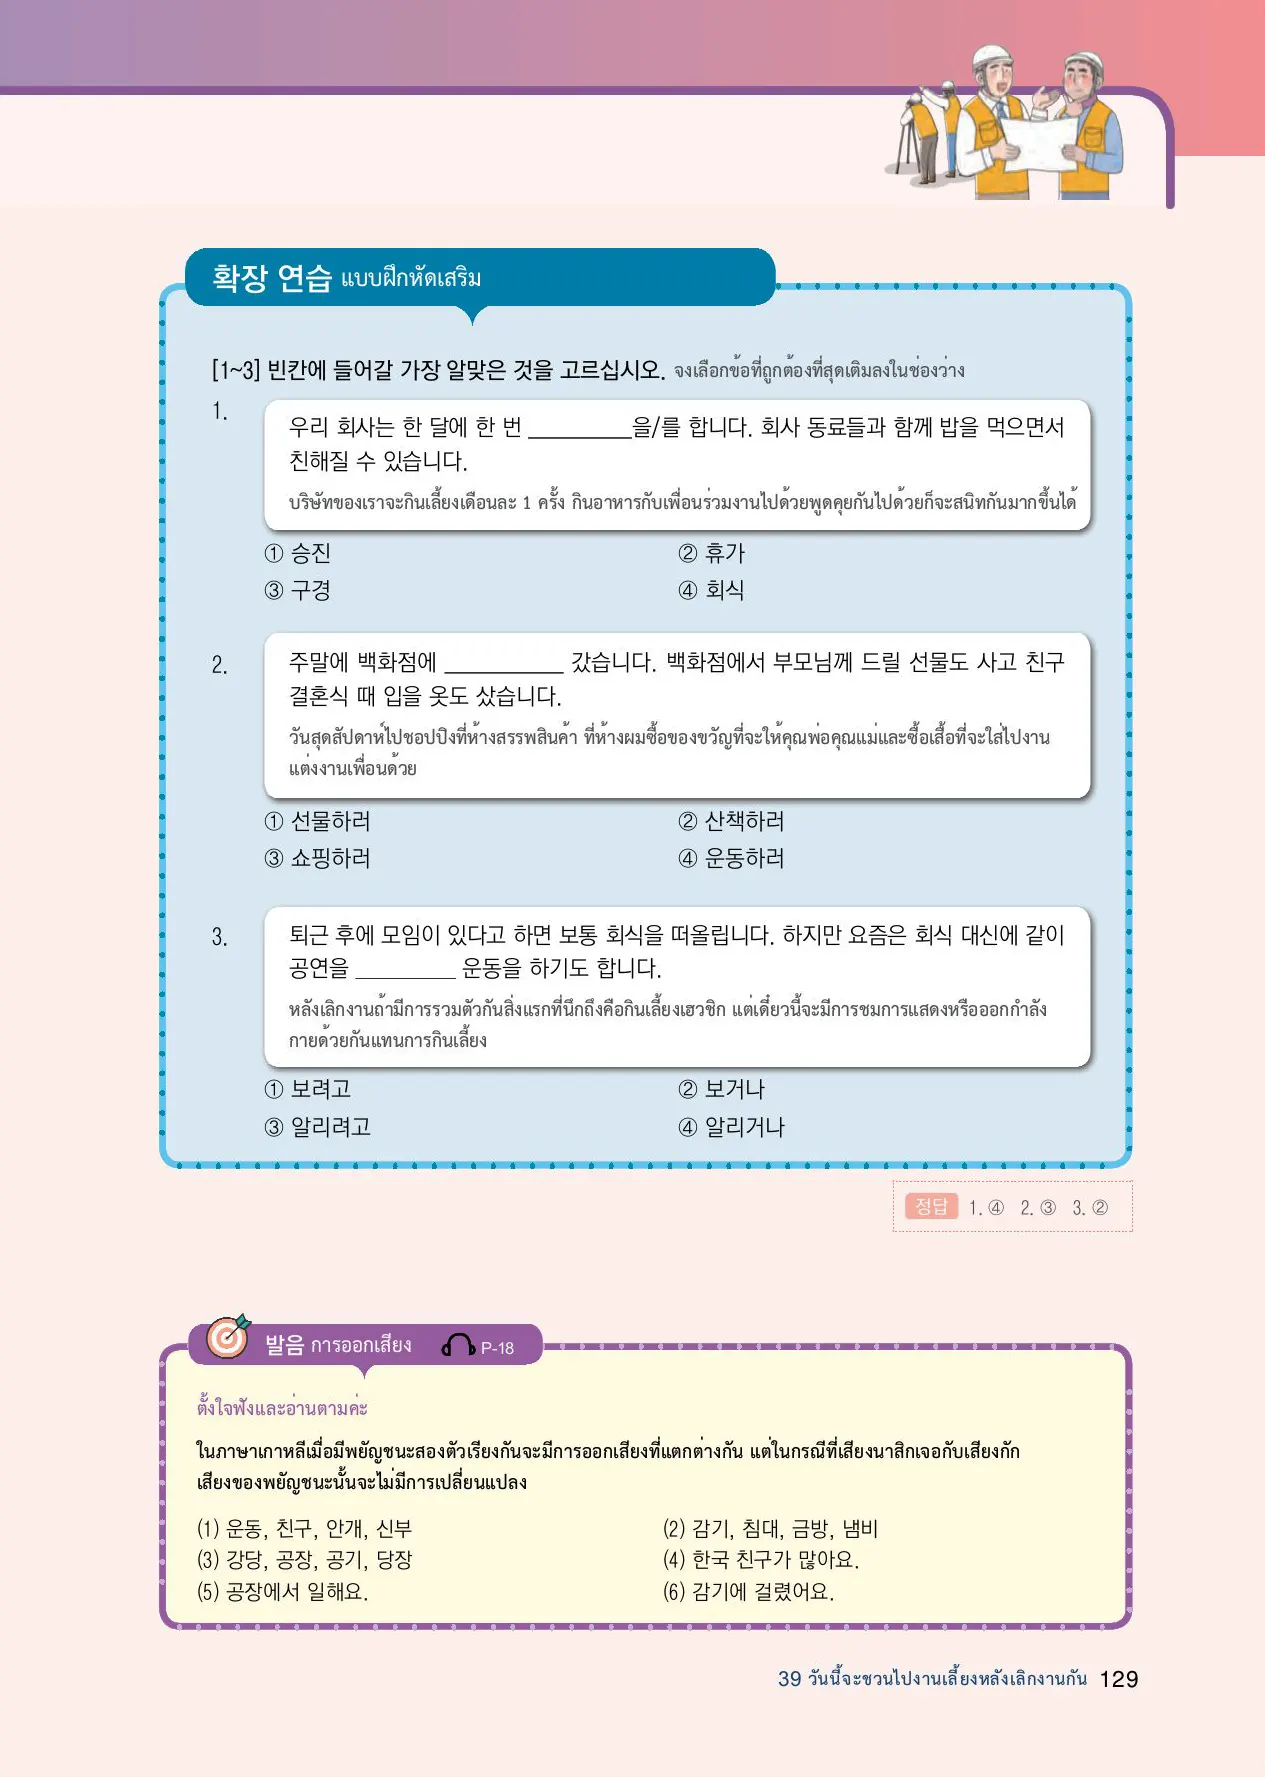 확장 연습 แบบฝึกหัดเสริม
[1~3] 빈칸에 들어갈 가장 알맞은 것을 고르십시오. จงเลือกข้อที่ถูกต้องที่สุดเติมลงในช่องว่าง
1.
우리 회사는 한 달에 한 번 __________을/를 합니다. 회사 동료들과 함께 밥을 먹으면서
친해질 수 있습니다.
บริษัทของเราจะกินเลี้ยงเดือนละ 1 ครั้ง กินอาหารกับเพื่อนร่วมงานไปด้วยพูดคุยกันไปด้วยก็จะสนิทกันมากขึ้นได้
① 승진 ② 휴가
③ 구경 ④ 회식
2.
주말에 백화점에 __________ 갔습니다. 백화점에서 부모님께 드릴 선물도 사고 친구
결혼식 때 입을 옷도 샀습니다.
วันสุดสัปดาห์ไปชอปปิงที่ห้างสรรพสินค้า ที่ห้างผมซื้อของขวัญที่จะให้คุณพ่อคุณแม่และซื้อเสื้อที่จะใส่ไปงาน
แต่งงานเพื่อนด้วย
① 선물하러 ② 산책하러
③ 쇼핑하러 ④ 운동하러
3.
퇴근 후에 모임이 있다고 하면 보통 회식을 떠올립니다. 하지만 요즘은 회식 대신에 같이
공연을 __________ 운동을 하기도 합니다.
หลังเลิกงานถ้ามีการรวมตัวกันสิ่งแรกที่นึกถึงคือกินเลี้ยงเฮวชิก แต่เดี๋ยวนี้จะมีการชมการแสดงหรือออกกำลัง
กายด้วยกันแทนการกินเลี้ยง
① 보려고 ② 보거나
③ 알리려고 ④ 알리거나
정답 1. ④ 2. ③ 3. ②
발음 การออกเสียง P-18
ตั้งใจฟังและอ่านตามค่ะ
ในภาษาเกาหลีเมื่อมีพยัญชนะสองตัวเรียงกันจะมีการออกเสียงที่แตกต่างกัน แต่ในกรณีที่เสียงนาสิกเจอกับเสียงกัก
เสียงของพยัญชนะนั้นจะไม่มีการเปลี่ยนแปลง
(1) 운동, 친구, 안개, 신부 (2) 감기, 침대, 금방, 냄비
(3) 강당, 공장, 공기, 당장 (4) 한국 친구가 많아요.
(5) 공장에서 일해요. (6) 감기에 걸렸어요.
39 วันนี้จะชวนไปงานเลี้ยงหลังเลิกงานกัน 129